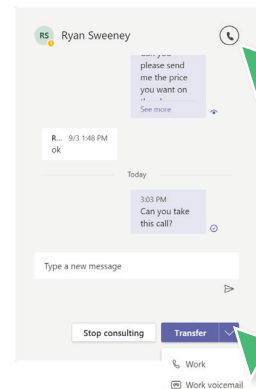 RS Ryan Sweeney
please send
me the price
you want on
See more
R... 9/3 1:48 PM
ok
Today
3:03 PM
Can you take
this call?
Type a new message
Stop consulting Transfer
Work
Work voicemail